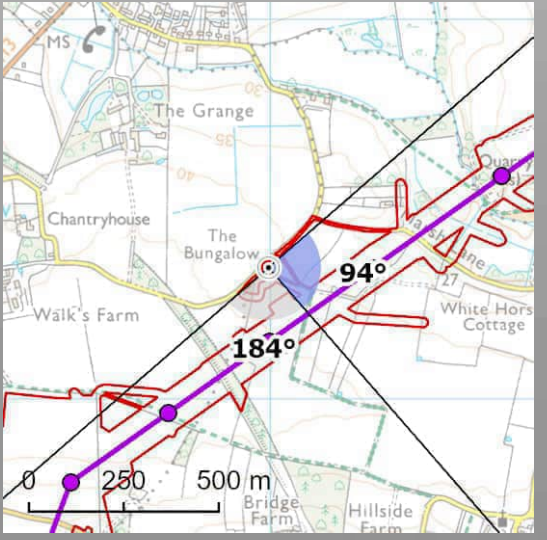 MS
The Grange
30
35
40
Chantryhouse
The
Bungalow
94°
184°
27
White Hors
Cottage
Walk's Farm
0 250 500 m
Bridge
Farm
Hillside
Farm